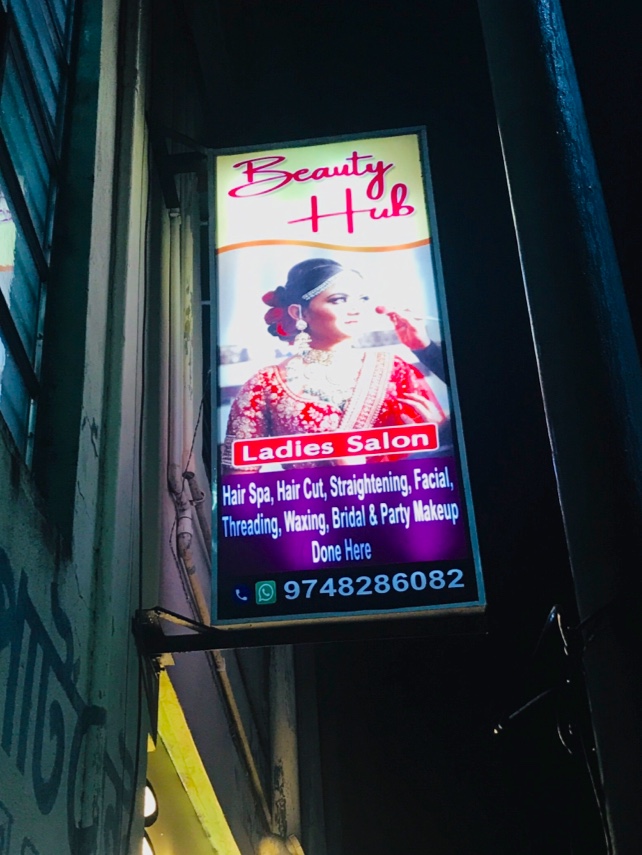 Beauty
Hub
Ladies Salon
Hair Spa, Hair Cut, Straightening, Facial,
Threading, Waxing, Bridal & Party Makeup
Done Here
9748286082